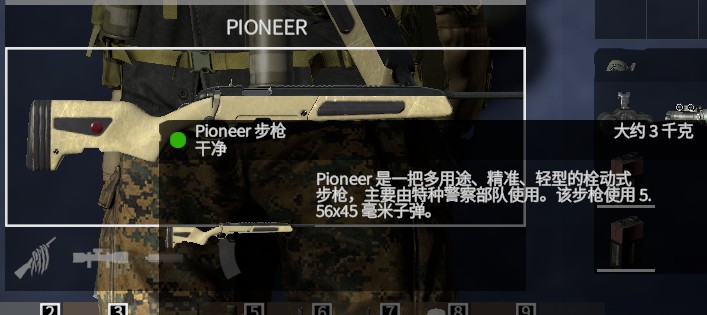 PIONEER
Pioneer 步枪
大约 3 千克
干净
Pioneer 是一把多用途、精准、轻型的栓动式
步枪，主要由特种警察部队使用。该步枪使用 5.
56x45 毫米子弹。
2 3 5 6 7 8 9